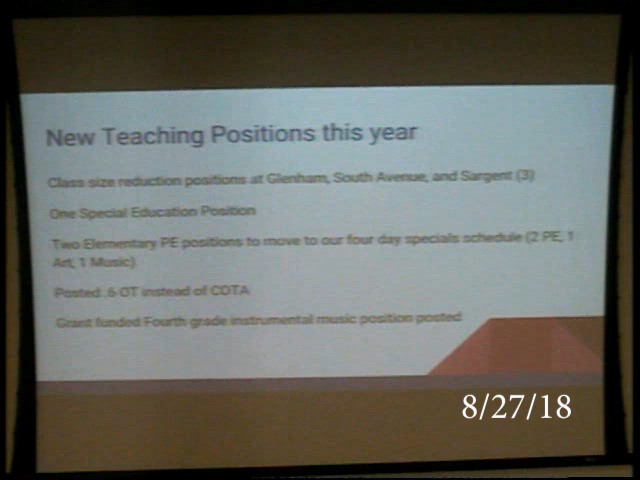 New Teaching Positions this year
Class size reduction positions at Glenham, South Avenue, and Sargent (3)
One Special Education Position
Two Elementary PE positions to move to our four day specials schedule (2 PE, 1
Art, 1 Music)
Posted .6 OT instead of COTA
Grant funded Fourth grade instrumental music position posted
8/27/18